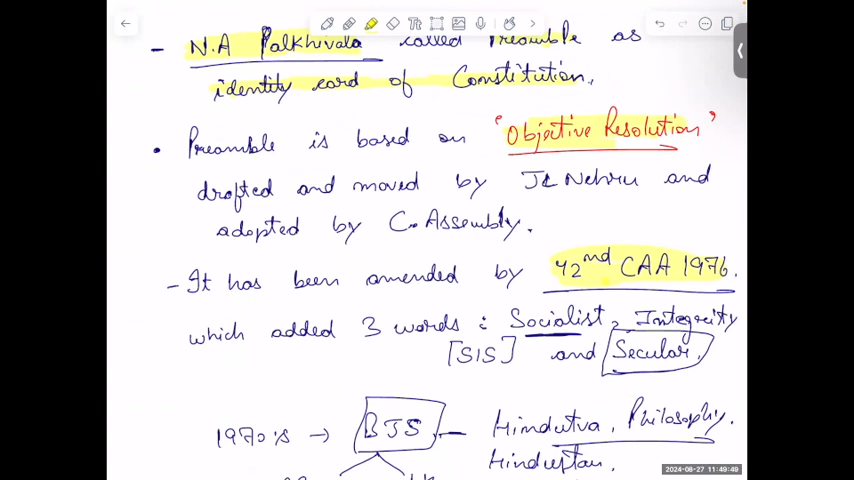 - N.A Palkhivala called Preamble as
identity card of Constitution.
• Preamble is based on 'Objective Resolution'
drafted and moved by JL Nehru and
adopted by C. Assembly.
- It has been amended by 42nd CAA 1976.
which added 3 words : Socialist, Integrity
[SIS] and Secular.
1970's → BJS - Hindutva, Philosophy.
Hindustan.
2024-08-27 11:49:49